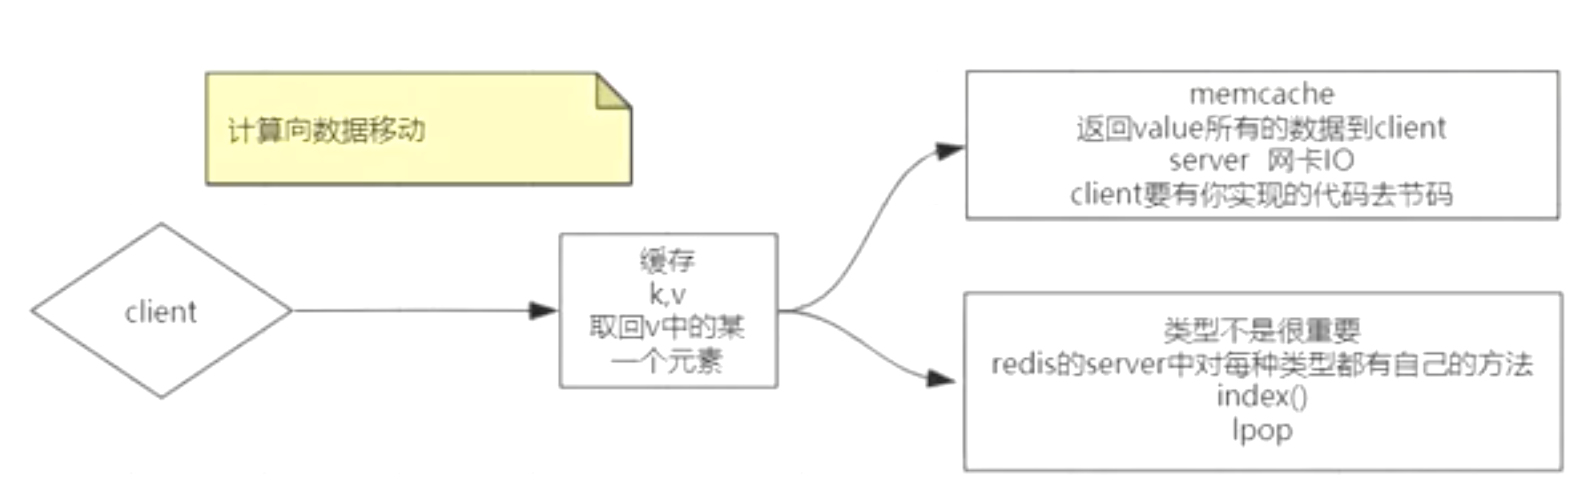 计算向数据移动
client
缓存
k,v
取回v中的某
一个元素
memcache
返回value所有的数据到client
server 网卡IO
client要有你实现的代码去节码
类型不是很重要
redis的server中对每种类型都有自己的方法
index()
lpop